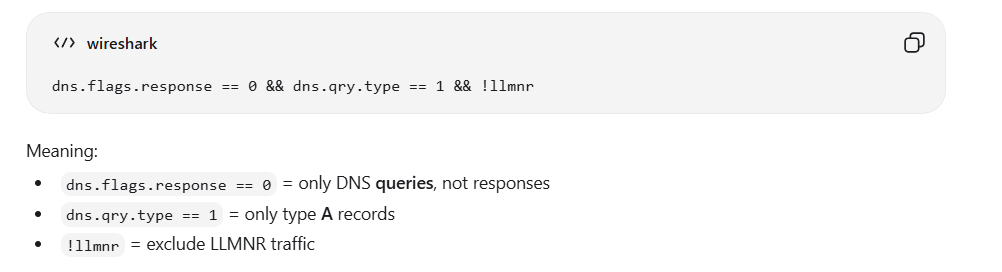 </> wireshark
dns.flags.response == 0 && dns.qry.type == 1 && !llmnr
Meaning:
• dns.flags.response == 0 = only DNS queries, not responses
• dns.qry.type == 1 = only type A records
• !llmnr = exclude LLMNR traffic